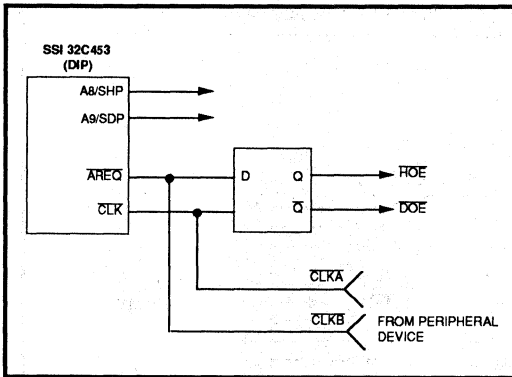 SSI 32C453
(DIP)
A8/SHP
A9/SDP
AREQ
CLK
D
Q
Q
HOE
DOE
CLKA
CLKB
FROM PERIPHERAL
DEVICE